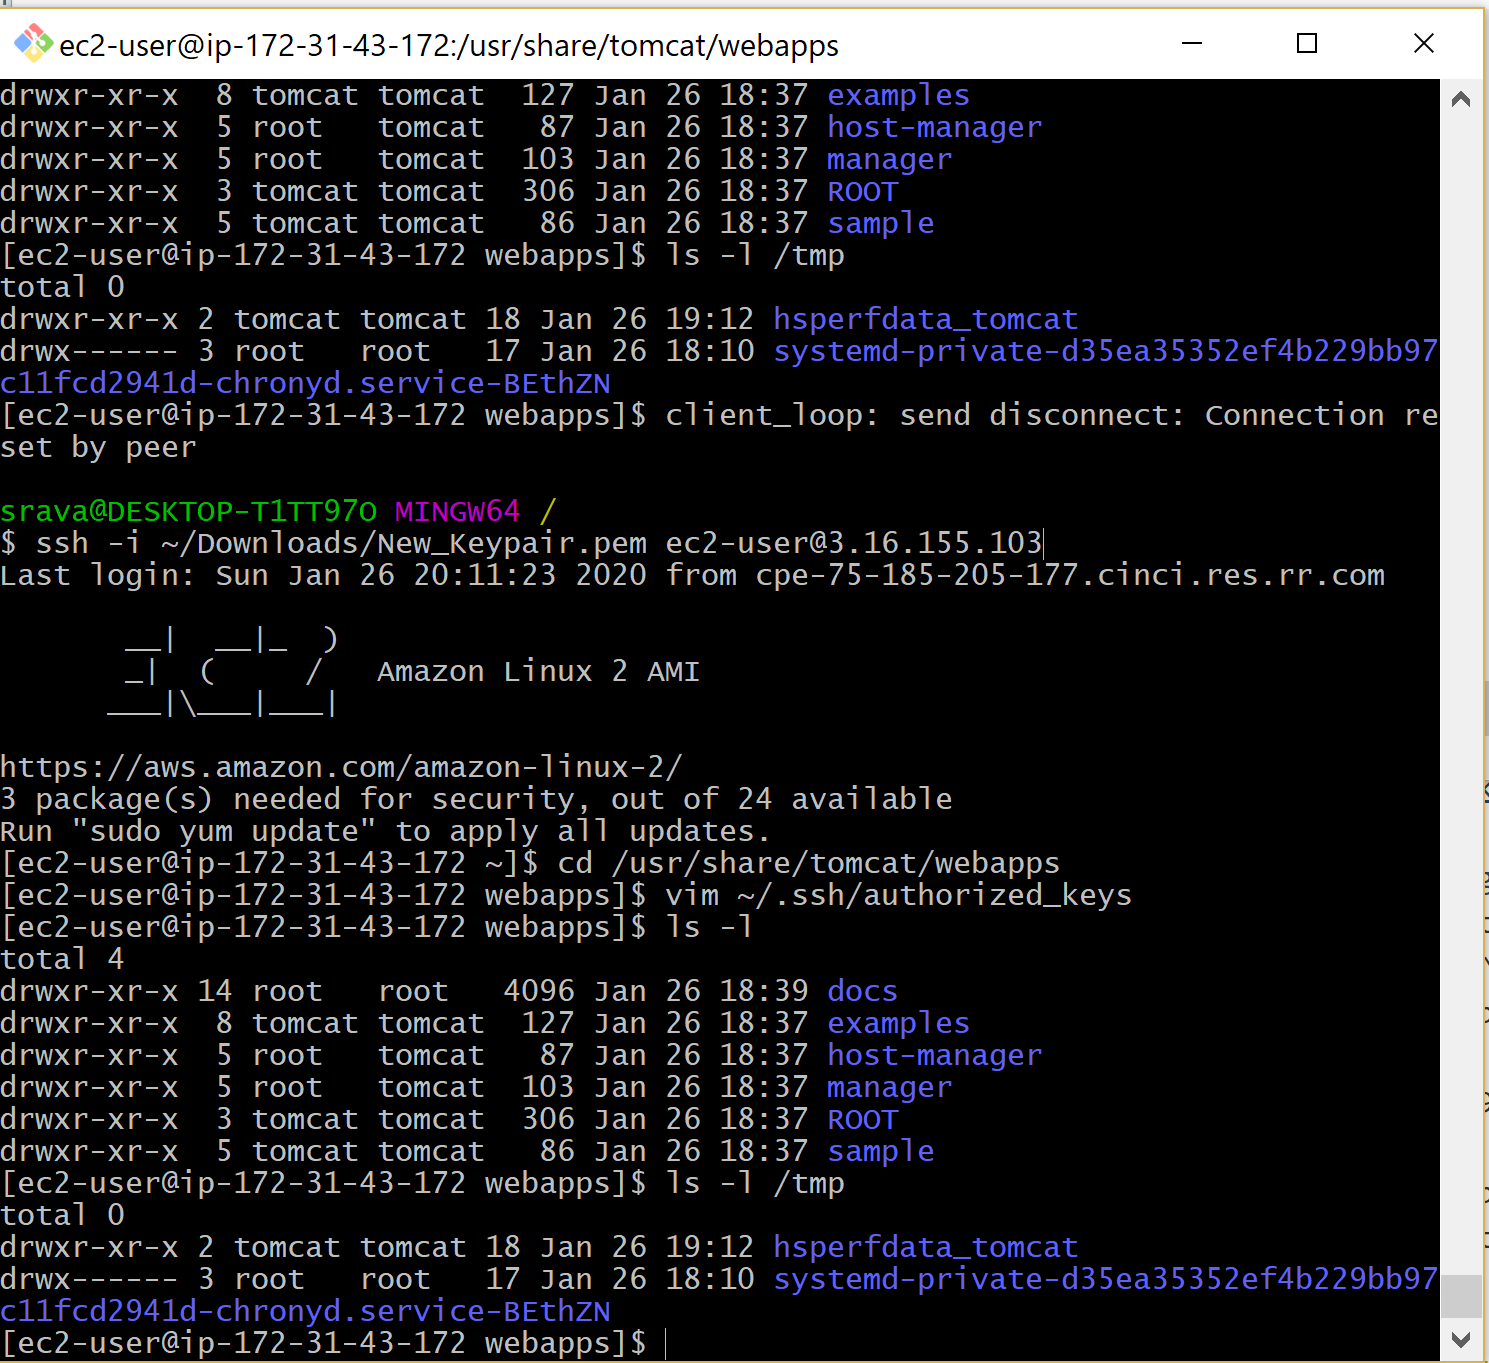 ec2-user@ip-172-31-43-172:/usr/share/tomcat/webapps
drwxr-xr-x  8 tomcat tomcat  127 Jan 26 18:37 examples
drwxr-xr-x  5 root   tomcat   87 Jan 26 18:37 host-manager
drwxr-xr-x  5 root   tomcat  103 Jan 26 18:37 manager
drwxr-xr-x  3 tomcat tomcat  306 Jan 26 18:37 ROOT
drwxr-xr-x  5 tomcat tomcat   86 Jan 26 18:37 sample
[ec2-user@ip-172-31-43-172 webapps]$ ls -l /tmp
total 0
drwxr-xr-x 2 tomcat tomcat 18 Jan 26 19:12 hsperfdata_tomcat
drwx------ 3 root   root   17 Jan 26 18:10 systemd-private-d35ea35352ef4b229bb97
c11fcd2941d-chronyd.service-BEthZN
[ec2-user@ip-172-31-43-172 webapps]$ client_loop: send disconnect: Connection re
set by peer
srava@DESKTOP-T1TT97O MINGW64 /
$ ssh -i ~/Downloads/New_Keypair.pem ec2-user@3.16.155.103
Last login: Sun Jan 26 20:11:23 2020 from cpe-75-185-205-177.cinci.res.rr.com
       __|  __|_  )
       _|  (     /   Amazon Linux 2 AMI
      ___|\___|___|
https://aws.amazon.com/amazon-linux-2/
3 package(s) needed for security, out of 24 available
Run "sudo yum update" to apply all updates.
[ec2-user@ip-172-31-43-172 ~]$ cd /usr/share/tomcat/webapps
[ec2-user@ip-172-31-43-172 webapps]$ vim ~/.ssh/authorized_keys
[ec2-user@ip-172-31-43-172 webapps]$ ls -l
total 4
drwxr-xr-x 14 root   root   4096 Jan 26 18:39 docs
drwxr-xr-x  8 tomcat tomcat  127 Jan 26 18:37 examples
drwxr-xr-x  5 root   tomcat   87 Jan 26 18:37 host-manager
drwxr-xr-x  5 root   tomcat  103 Jan 26 18:37 manager
drwxr-xr-x  3 tomcat tomcat  306 Jan 26 18:37 ROOT
drwxr-xr-x  5 tomcat tomcat   86 Jan 26 18:37 sample
[ec2-user@ip-172-31-43-172 webapps]$ ls -l /tmp
total 0
drwxr-xr-x 2 tomcat tomcat 18 Jan 26 19:12 hsperfdata_tomcat
drwx------ 3 root   root   17 Jan 26 18:10 systemd-private-d35ea35352ef4b229bb97
c11fcd2941d-chronyd.service-BEthZN
[ec2-user@ip-172-31-43-172 webapps]$